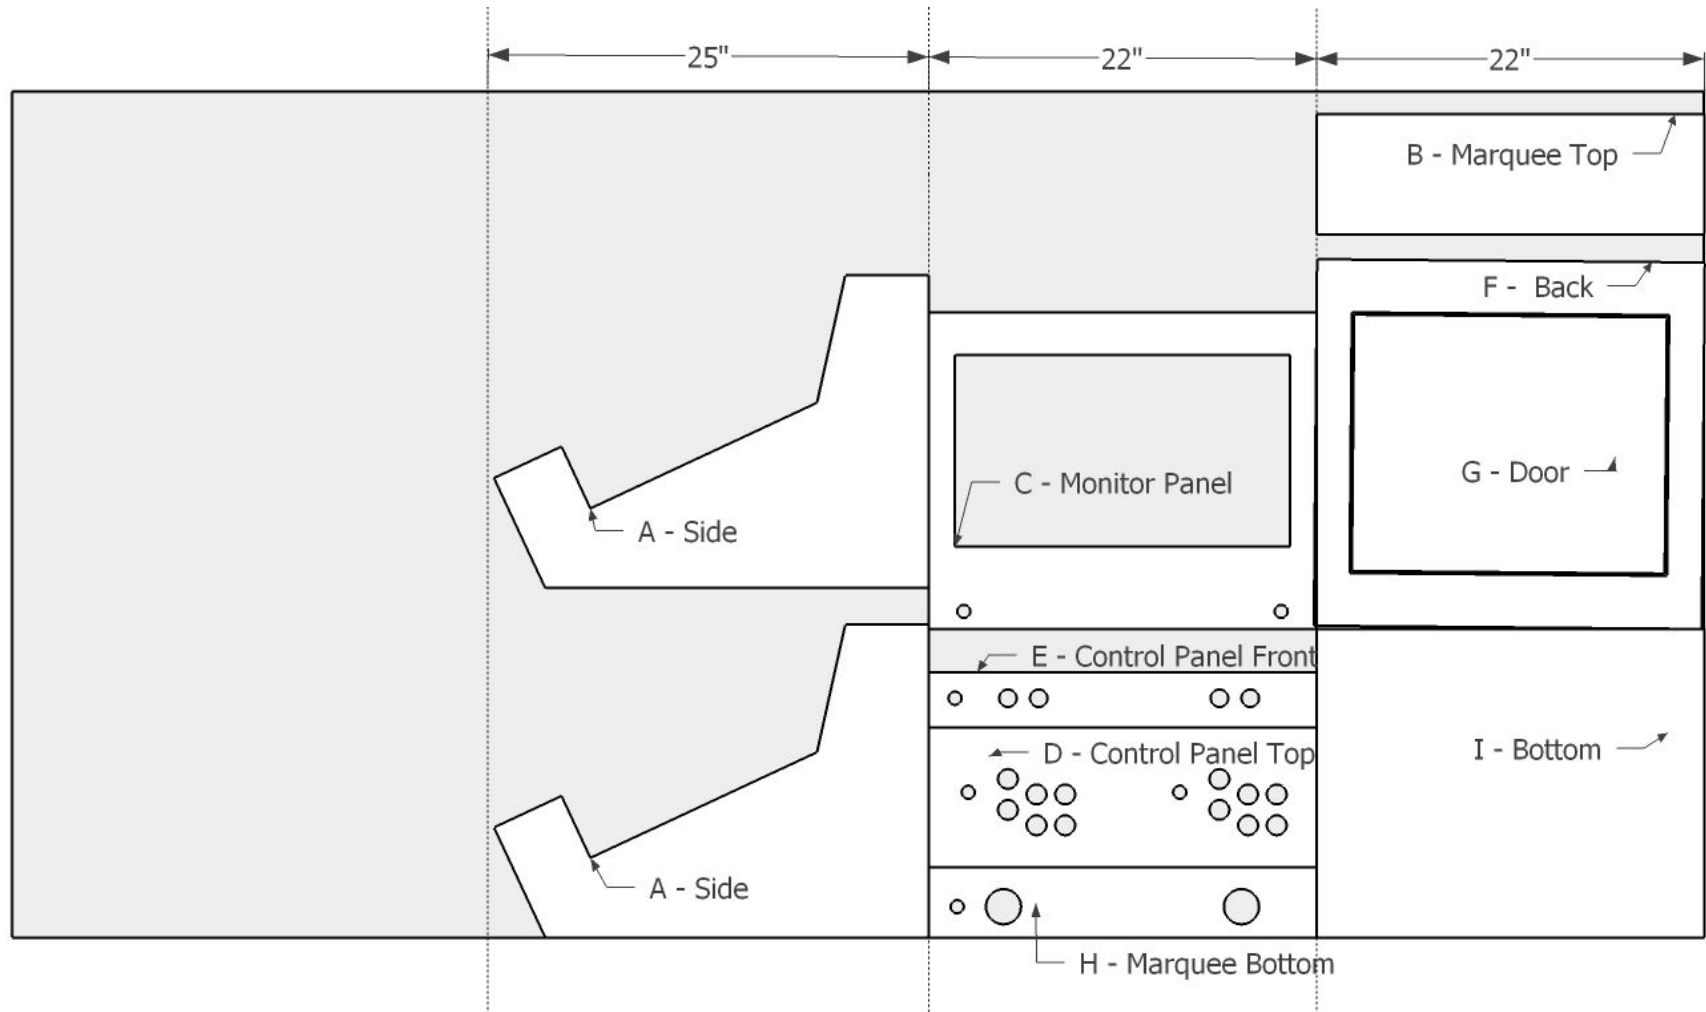 25"
22"
22"
B - Marquee Top
F - Back
G - Door
C - Monitor Panel
A - Side
E - Control Panel Front
D - Control Panel Top
I - Bottom
A - Side
H - Marquee Bottom